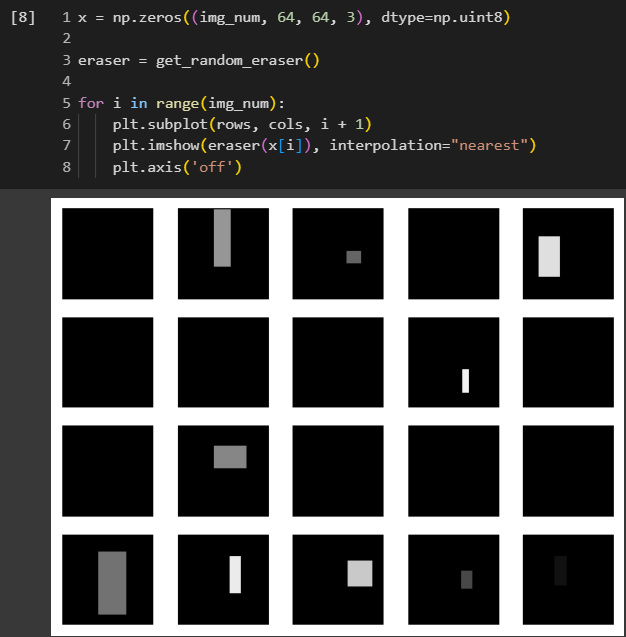 [8] 1 x = np.zeros((img_num, 64, 64, 3), dtype=np.uint8)
2
3 eraser = get_random_eraser()
4
5 for i in range(img_num):
6     plt.subplot(rows, cols, i + 1)
7     plt.imshow(eraser(x[i]), interpolation="nearest")
8     plt.axis('off')